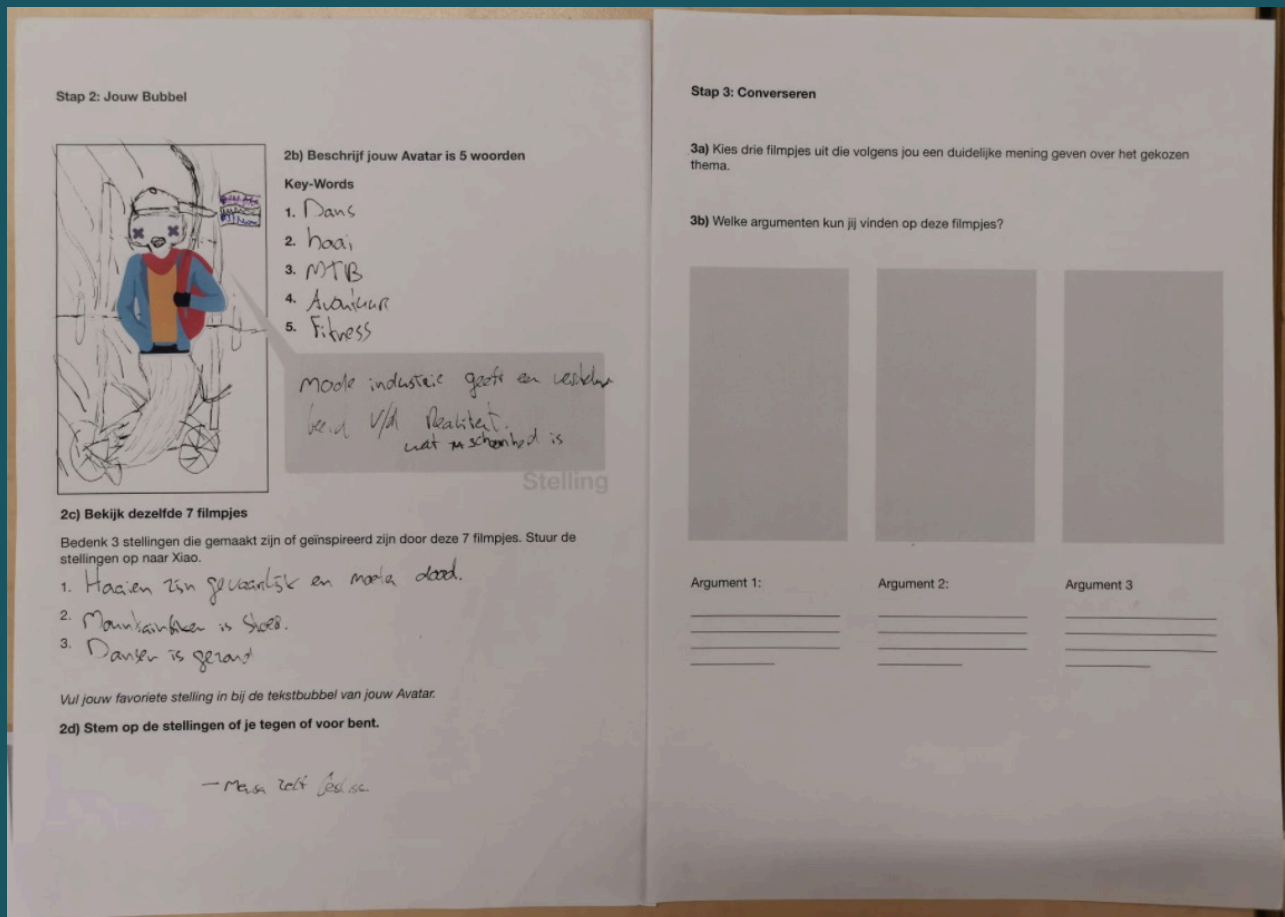 Stap 2: Jouw Bubbel
2b) Beschrijf jouw Avatar is 5 woorden
Key-Words
1. Dans
2. haai
3. MTB
4. Avontuur
5. Fitness
Mode industrie geeft een
beeld v/d Realiteit.
wat schoonheid is
Stelling
2c) Bekijk dezelfde 7 filmpjes
Bedenk 3 stellingen die gemaakt zijn of geïnspireerd zijn door deze 7 filmpjes. Stuur de
stellingen op naar Xiao.
1. Haaien zijn gevaarlijk en moeten dood.
2. Mountainbiken is stoer.
3. Dansen is gezond
Vul jouw favoriete stelling in bij de tekstbubbel van jouw Avatar.
2d) Stem op de stellingen of je tegen of voor bent.
zelf
Stap 3: Converseren
3a) Kies drie filmpjes uit die volgens jou een duidelijke mening geven over het gekozen
thema.
3b) Welke argumenten kun jij vinden op deze filmpjes?
Argument 1:
Argument 2:
Argument 3